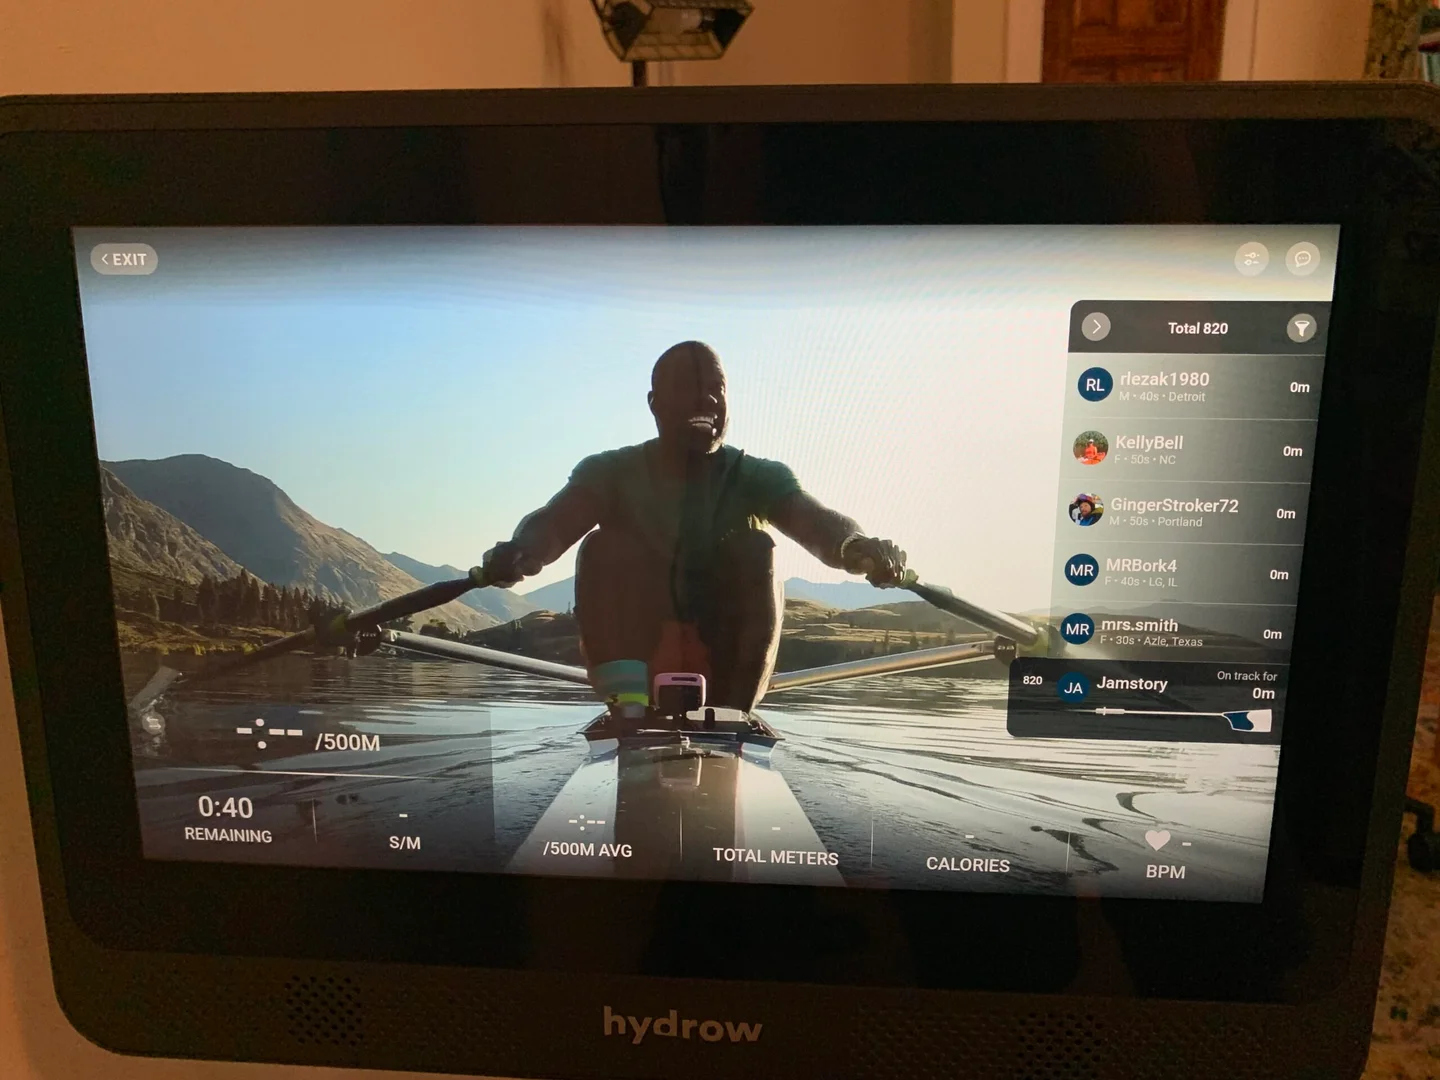 < EXIT
Total 820
RL
rlezak1980
M • 40s • Detroit
0m
KellyBell
F • 50s • NC
0m
GingerStroker72
M • 50s • Portland
0m
MR
MRBork4
F • 40s • LG, IL
0m
MR
mrs.smith
F • 30s • Azle, Texas
0m
820
JA
Jamstory
On track for
0m
-:-- /500M
0:40
REMAINING
-
S/M
-:--
/500M AVG
-
TOTAL METERS
-
CALORIES
-
BPM
hydrow